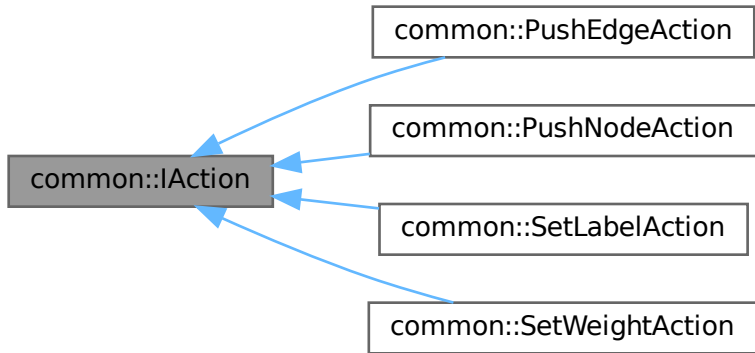 common::PushEdgeAction
common::PushNodeAction
common::IAction
common::SetLabelAction
common::SetWeightAction